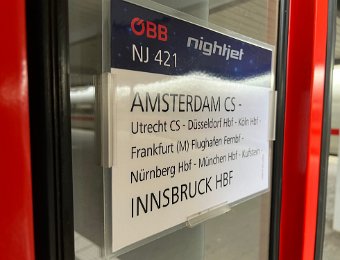 ÖBB nightjet
NJ 421
AMSTERDAM CS -
Utrecht CS - Düsseldorf Hbf - Köln Hbf -
Frankfurt (M) Flughafen Fernbf -
Nürnberg Hbf - München Hbf - Kufstein -
INNSBRUCK HBF